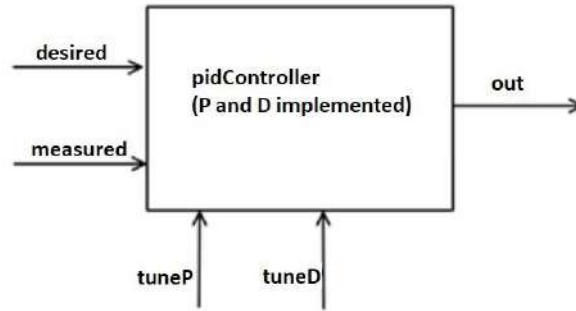 desired
pidController
(P and D implemented)
out
measured
tuneP
tuneD